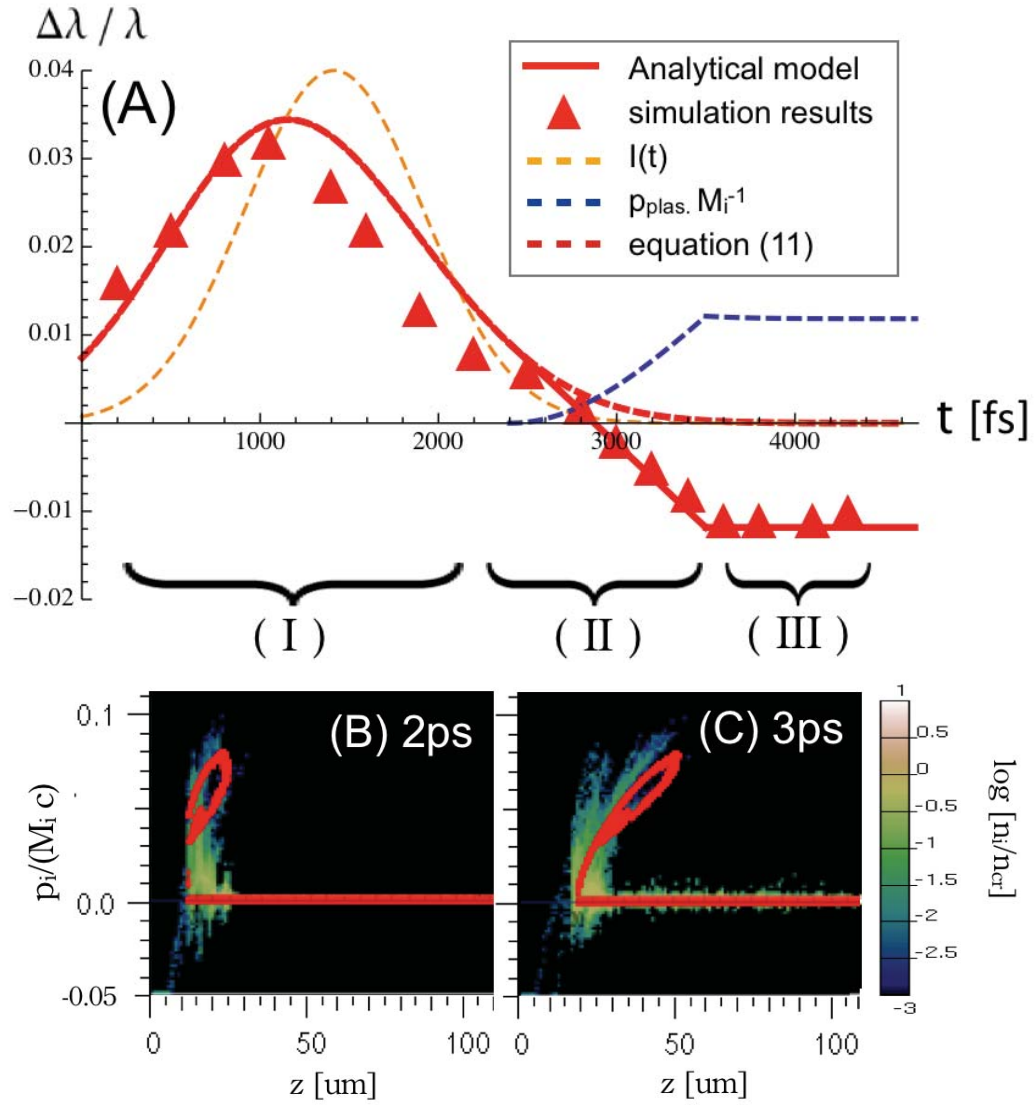 Δλ / λ
(A)
Analytical model
simulation results
I(t)
p_plas. M_i^-1
equation (11)
0.04
0.03
0.02
0.01
−0.01
−0.02
1000
2000
3000
4000
t [fs]
( I )
( II )
( III )
(B) 2ps
(C) 3ps
0.1
0.0
-0.05
p_i/(M_i c)
0
50
100
z [um]
0
50
100
z [um]
1
0.5
0
-0.5
-1
-1.5
-2
-2.5
-3
log [n_i/n_cr]